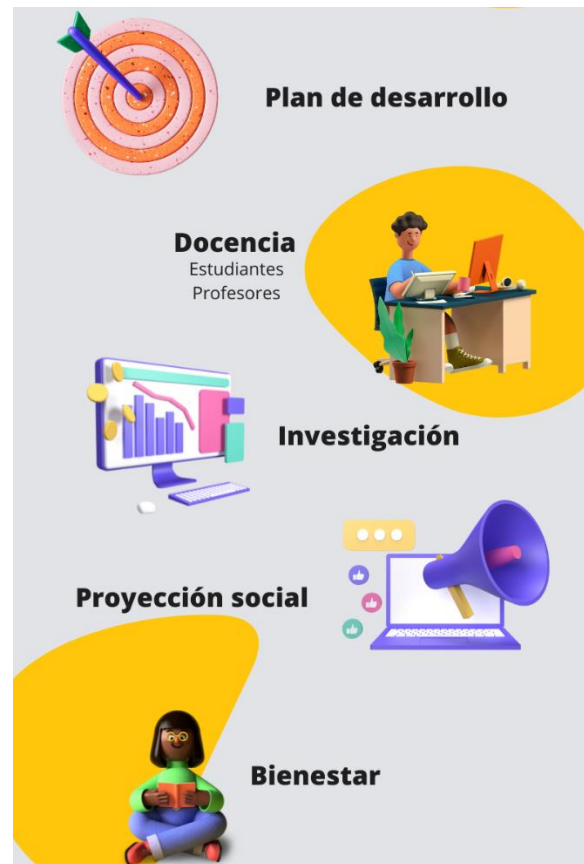 Plan de desarrollo
Docencia
Estudiantes
Profesores
Investigación
Proyección social
Bienestar